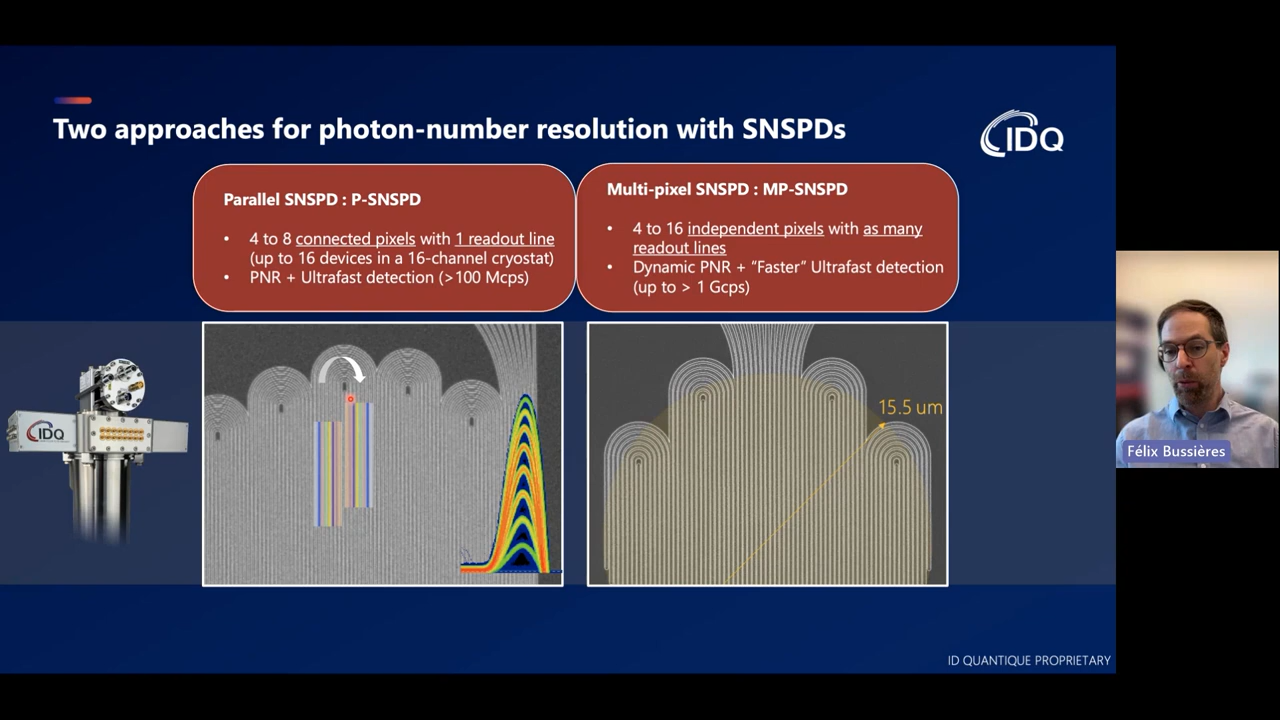 Two approaches for photon-number resolution with SNSPDs
IDQ
Parallel SNSPD : P-SNSPD
• 4 to 8 connected pixels with 1 readout line
(up to 16 devices in a 16-channel cryostat)
• PNR + Ultrafast detection (>100 Mcps)
Multi-pixel SNSPD : MP-SNSPD
• 4 to 16 independent pixels with as many
readout lines
• Dynamic PNR + “Faster” Ultrafast detection
(up to > 1 Gcps)
IDQ
15.5 um
Félix Bussières
ID QUANTIQUE PROPRIETARY